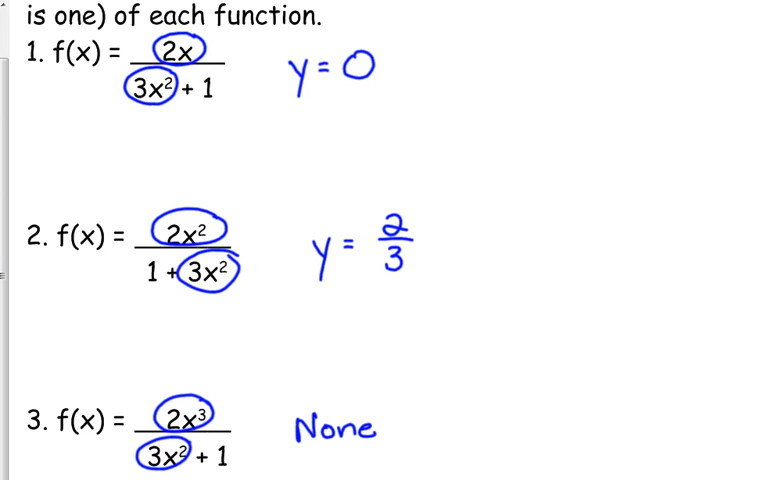 is one) of each function.
1. f(x) = 2x / 3x² + 1 y = 0
2. f(x) = 2x² / 1 + 3x² y = 2/3
3. f(x) = 2x³ / 3x² + 1 None